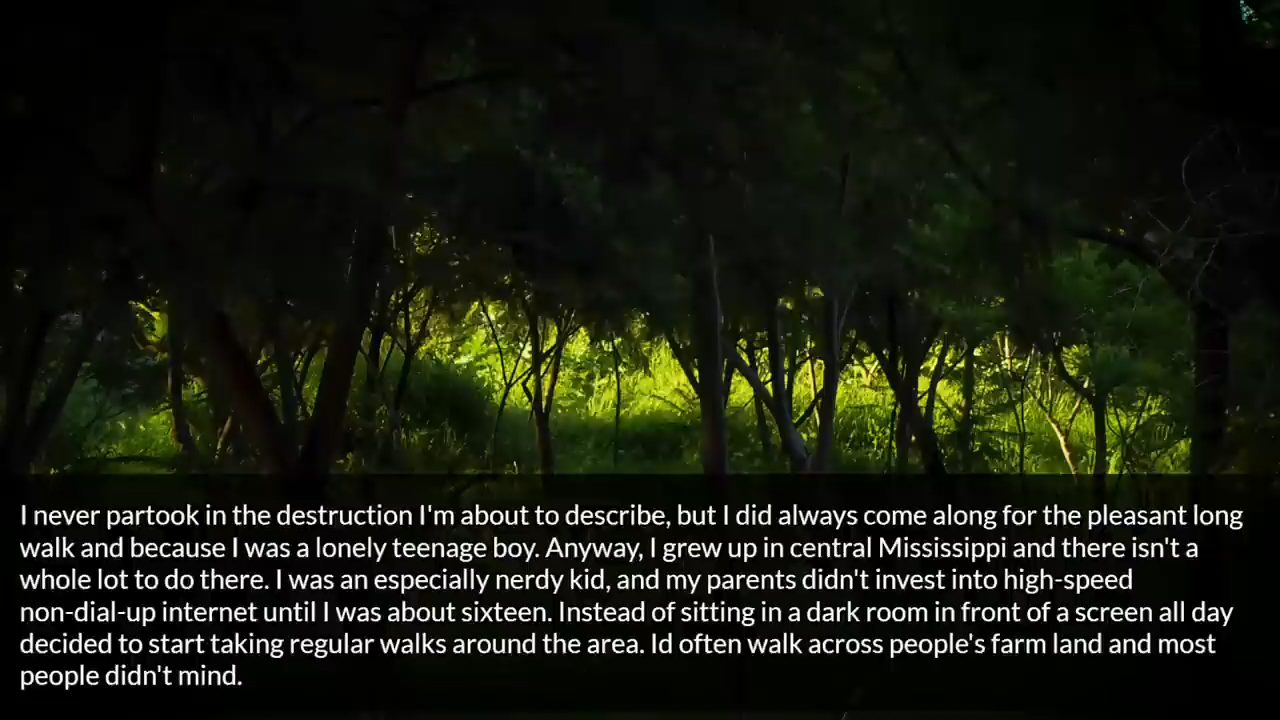 I never partook in the destruction I'm about to describe, but I did always come along for the pleasant long
walk and because I was a lonely teenage boy. Anyway, I grew up in central Mississippi and there isn't a
whole lot to do there. I was an especially nerdy kid, and my parents didn't invest into high-speed
non-dial-up internet until I was about sixteen. Instead of sitting in a dark room in front of a screen all day
decided to start taking regular walks around the area. Id often walk across people's farm land and most
people didn't mind.